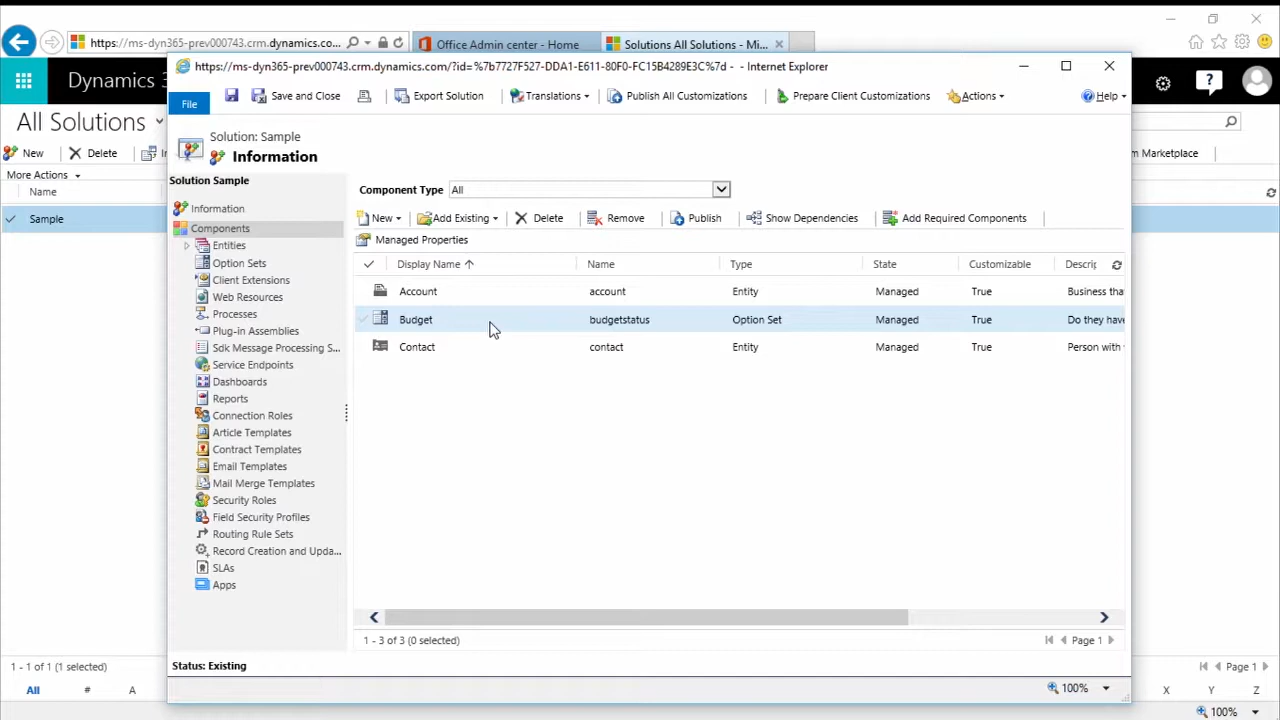 https://ms-dyn365-prev000743.crm.dynamics.co...
Office Admin center - Home
Solutions All Solutions - Mi...
https://ms-dyn365-prev000743.crm.dynamics.com/?id=%7b7727F527-DDA1-E611-80F0-FC15B4289E3C%7d - - Internet Explorer
Dynamics 3
File
Save and Close
Export Solution
Translations
Publish All Customizations
Prepare Client Customizations
Actions
Help
All Solutions
New
Delete
More Actions
Name
Sample
m Marketplace
Solution: Sample
Information
Solution Sample
Information
Components
Entities
Option Sets
Client Extensions
Web Resources
Processes
Plug-in Assemblies
Sdk Message Processing S...
Service Endpoints
Dashboards
Reports
Connection Roles
Article Templates
Contract Templates
Email Templates
Mail Merge Templates
Security Roles
Field Security Profiles
Routing Rule Sets
Record Creation and Upda...
SLAs
Apps
Component Type All
New Add Existing Delete Remove Publish Show Dependencies Add Required Components
Managed Properties
Display Name Name Type State Customizable Descrip
Account account Entity Managed True Business tha
Budget budgetstatus Option Set Managed True Do they have
Contact contact Entity Managed True Person with
1 - 3 of 3 (0 selected)
Page 1
Status: Existing
100%
1 - 1 of 1 (1 selected)
Page 1
All # A X Y Z
100%